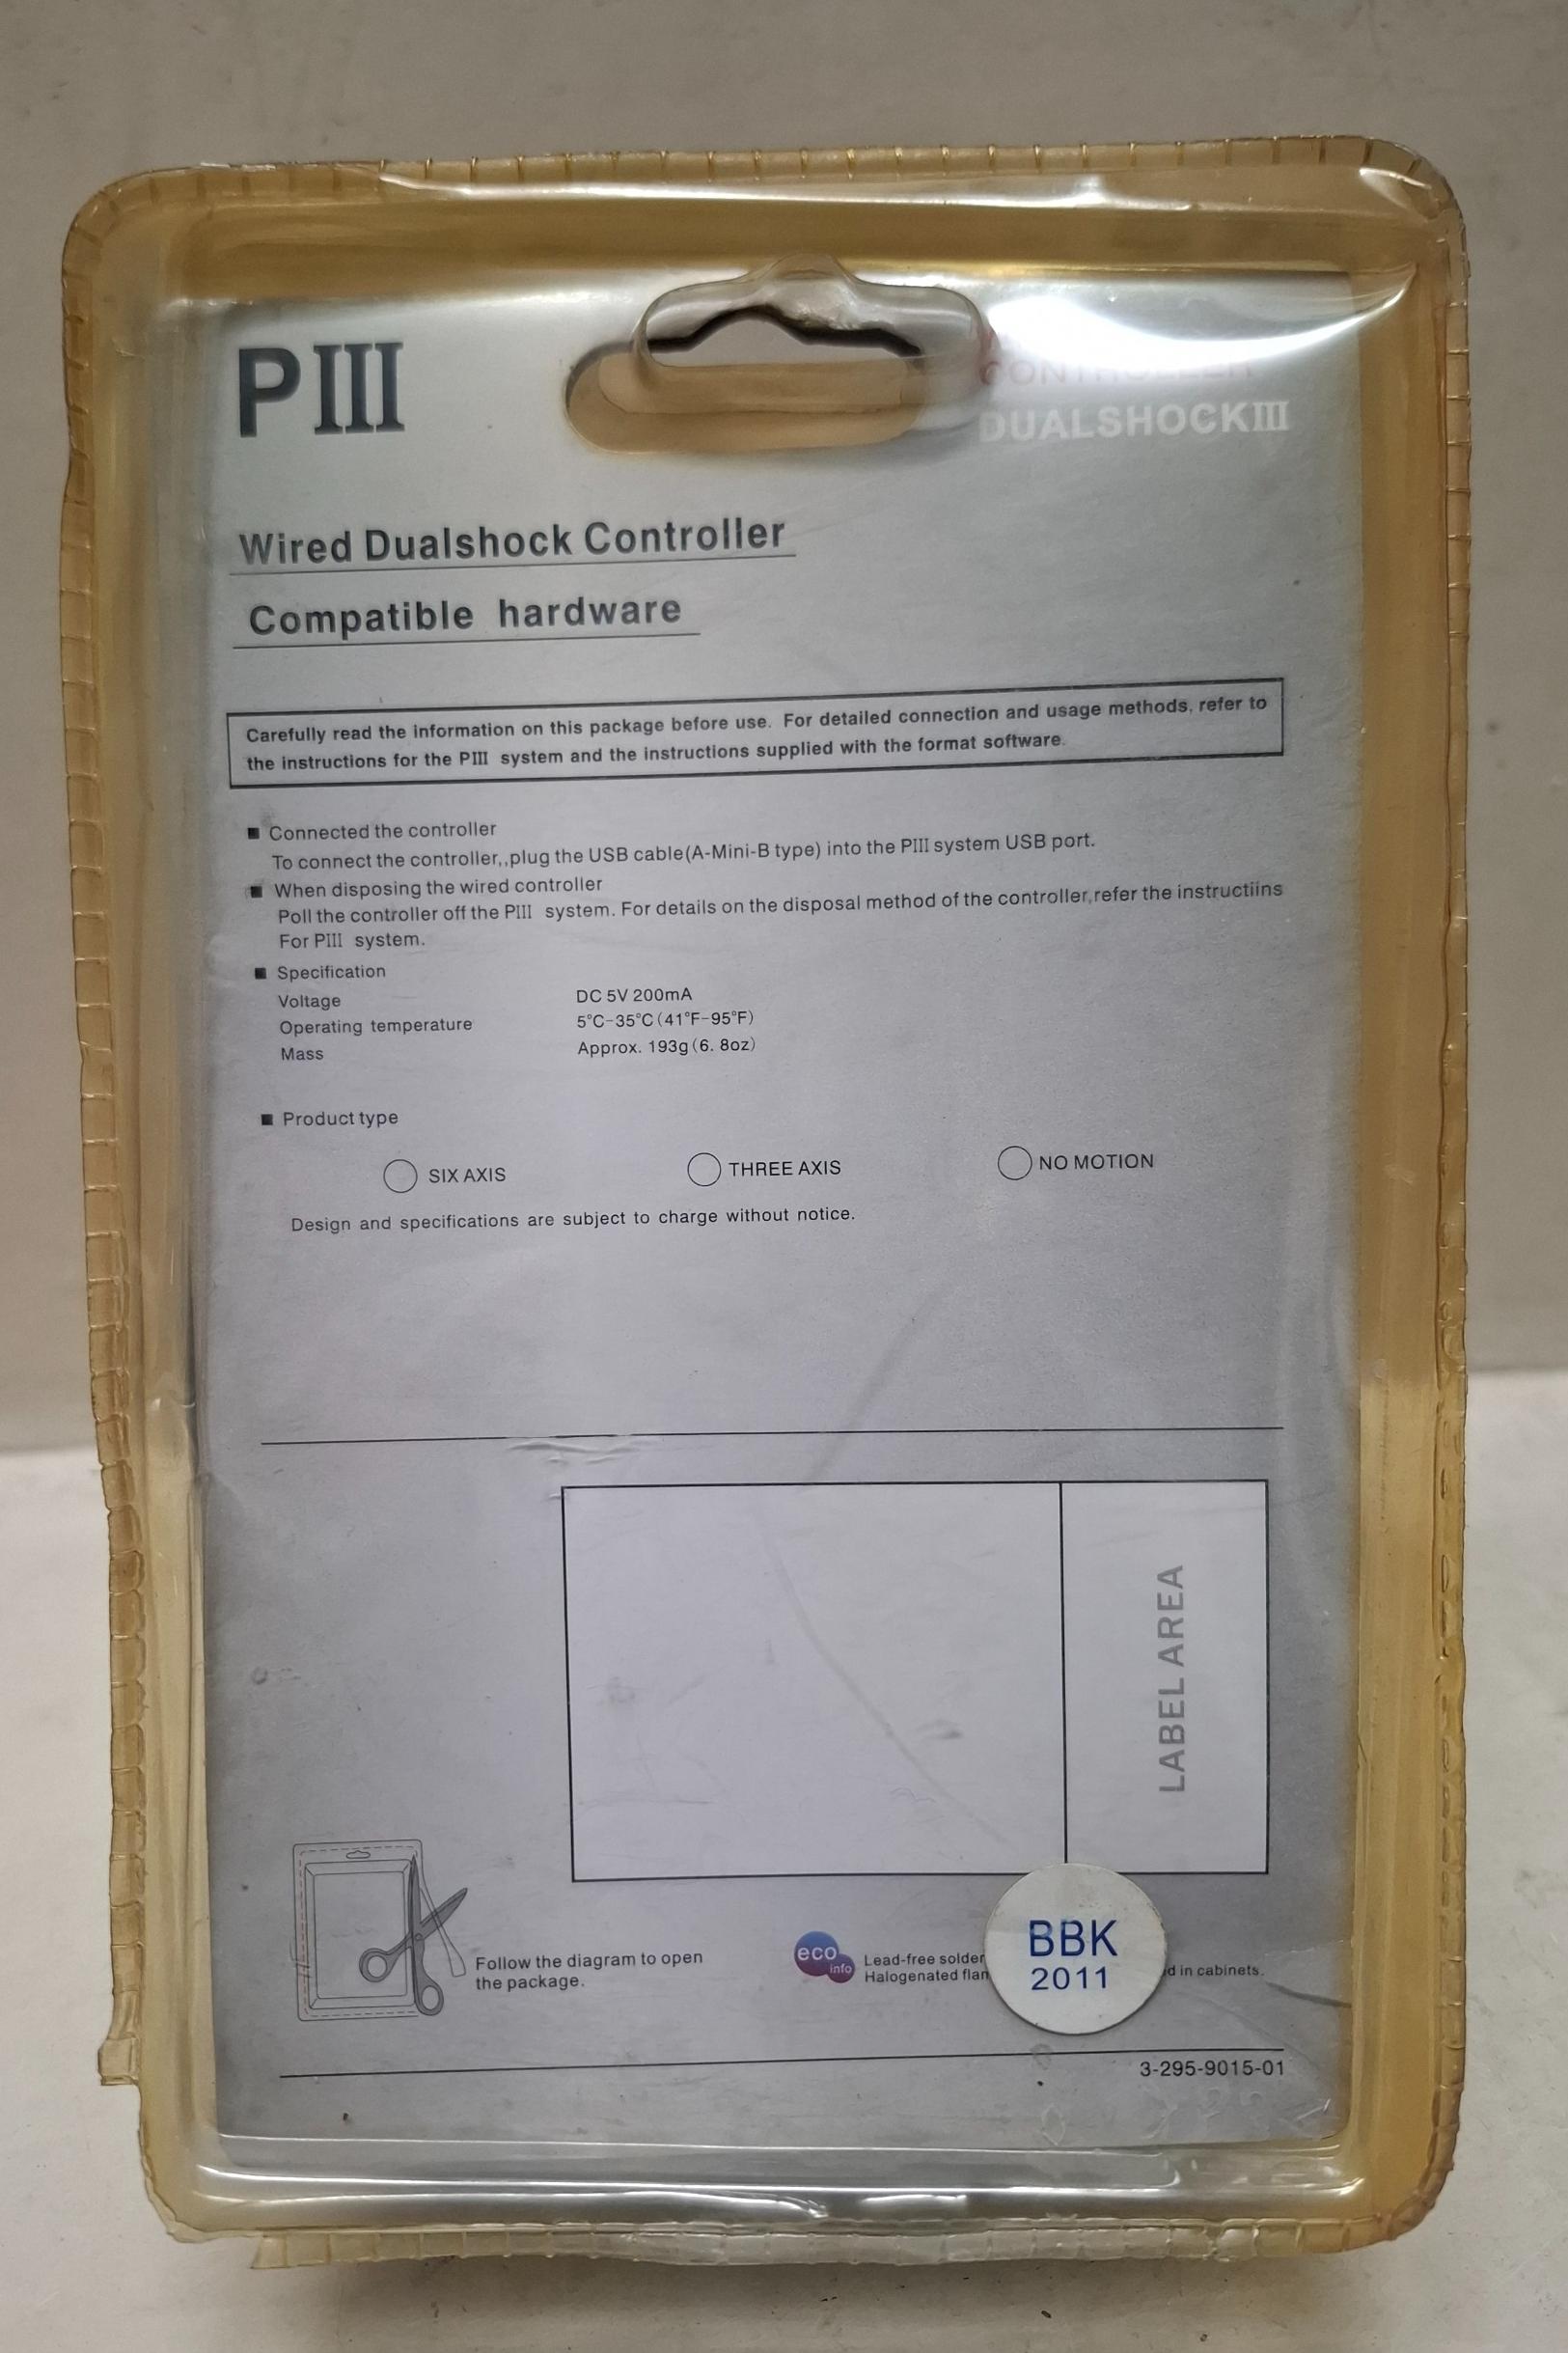 PIII
CONTROLLER
DUALSHOCKIII
Wired Dualshock Controller
Compatible hardware
Carefully read the information on this package before use. For detailed connection and usage methods, refer to
the instructions for the PIII system and the instructions supplied with the format software.
■ Connected the controller
To connect the controller,,plug the USB cable(A-Mini-B type) into the PIII system USB port.
■ When disposing the wired controller
Poll the controller off the PIII system. For details on the disposal method of the controller,refer the instructiins
For PIII system.
■ Specification
Voltage DC 5V 200mA
Operating temperature 5°C-35°C(41°F-95°F)
Mass Approx. 193g(6. 8oz)
■ Product type
SIX AXIS THREE AXIS NO MOTION
Design and specifications are subject to charge without notice.
LABEL AREA
Follow the diagram to open
the package.
eco
info
Lead-free solder
Halogenated in cabinets.
BBK
2011
3-295-9015-01